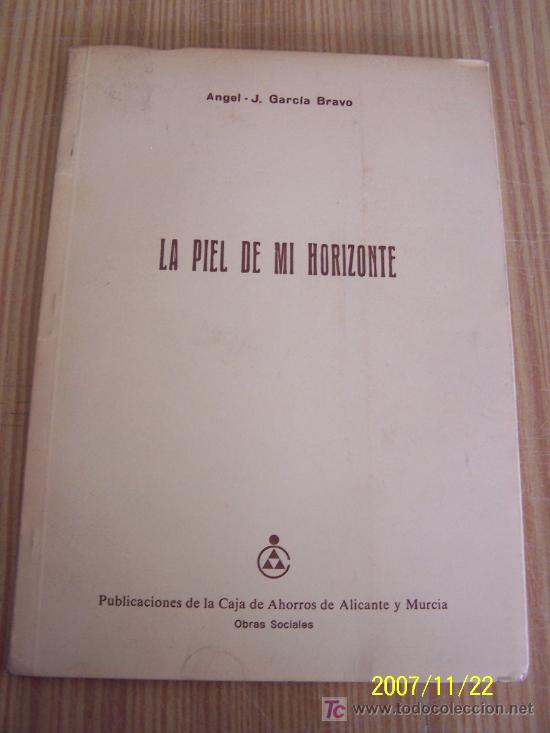 Angel - J. García Bravo
LA PIEL DE MI HORIZONTE
Publicaciones de la Caja de Ahorros de Alicante y Murcia
Obras Sociales
2007/11/22
TC www.todocoleccion.net